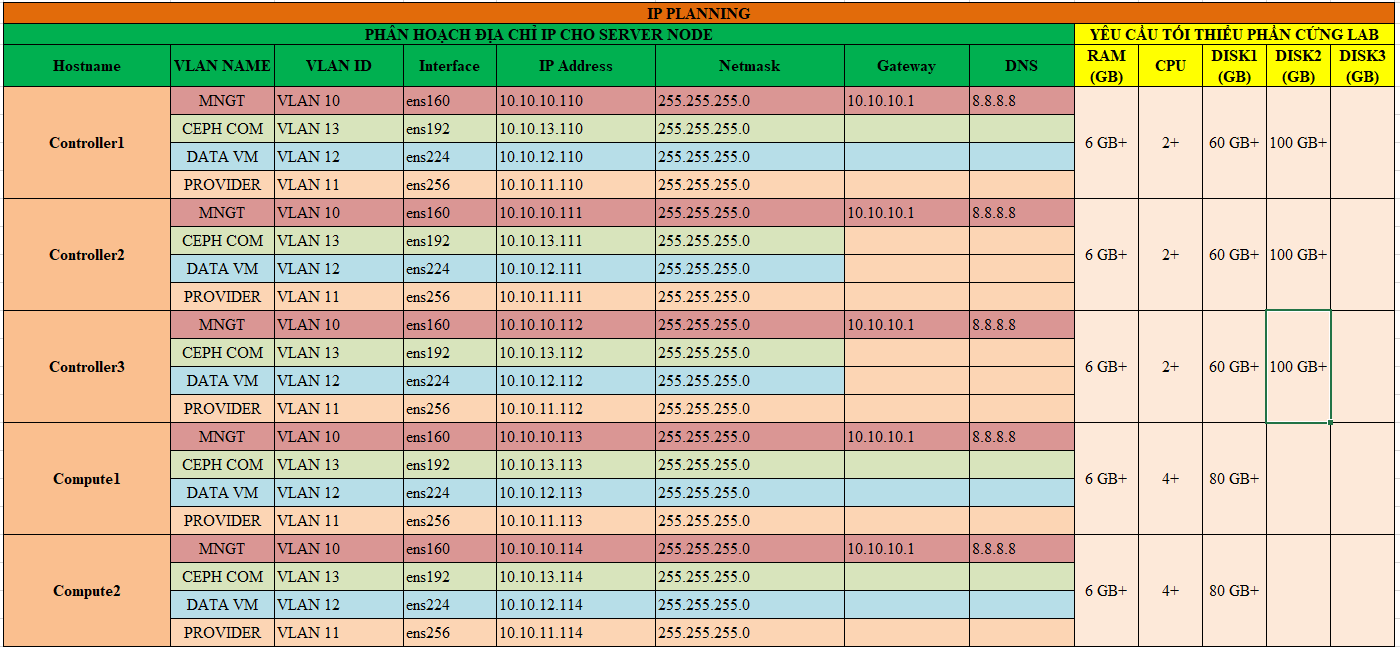 IP PLANNING
PHÂN HOẠCH ĐỊA CHỈ IP CHO SERVER NODE YÊU CẦU TỐI THIỂU PHẦN CỨNG LAB
Hostname VLAN NAME VLAN ID Interface IP Address Netmask Gateway DNS RAM (GB) CPU DISK1 (GB) DISK2 (GB) DISK3 (GB)
Controller1 MNGT VLAN 10 ens160 10.10.10.110 255.255.255.0 10.10.10.1 8.8.8.8 6 GB+ 2+ 60 GB+ 100 GB+
CEPH COM VLAN 13 ens192 10.10.13.110 255.255.255.0
DATA VM VLAN 12 ens224 10.10.12.110 255.255.255.0
PROVIDER VLAN 11 ens256 10.10.11.110 255.255.255.0
Controller2 MNGT VLAN 10 ens160 10.10.10.111 255.255.255.0 10.10.10.1 8.8.8.8 6 GB+ 2+ 60 GB+ 100 GB+
CEPH COM VLAN 13 ens192 10.10.13.111 255.255.255.0
DATA VM VLAN 12 ens224 10.10.12.111 255.255.255.0
PROVIDER VLAN 11 ens256 10.10.11.111 255.255.255.0
Controller3 MNGT VLAN 10 ens160 10.10.10.112 255.255.255.0 10.10.10.1 8.8.8.8 6 GB+ 2+ 60 GB+ 100 GB+
CEPH COM VLAN 13 ens192 10.10.13.112 255.255.255.0
DATA VM VLAN 12 ens224 10.10.12.112 255.255.255.0
PROVIDER VLAN 11 ens256 10.10.11.112 255.255.255.0
Compute1 MNGT VLAN 10 ens160 10.10.10.113 255.255.255.0 10.10.10.1 8.8.8.8 6 GB+ 4+ 80 GB+
CEPH COM VLAN 13 ens192 10.10.13.113 255.255.255.0
DATA VM VLAN 12 ens224 10.10.12.113 255.255.255.0
PROVIDER VLAN 11 ens256 10.10.11.113 255.255.255.0
Compute2 MNGT VLAN 10 ens160 10.10.10.114 255.255.255.0 10.10.10.1 8.8.8.8 6 GB+ 4+ 80 GB+
CEPH COM VLAN 13 ens192 10.10.13.114 255.255.255.0
DATA VM VLAN 12 ens224 10.10.12.114 255.255.255.0
PROVIDER VLAN 11 ens256 10.10.11.114 255.255.255.0